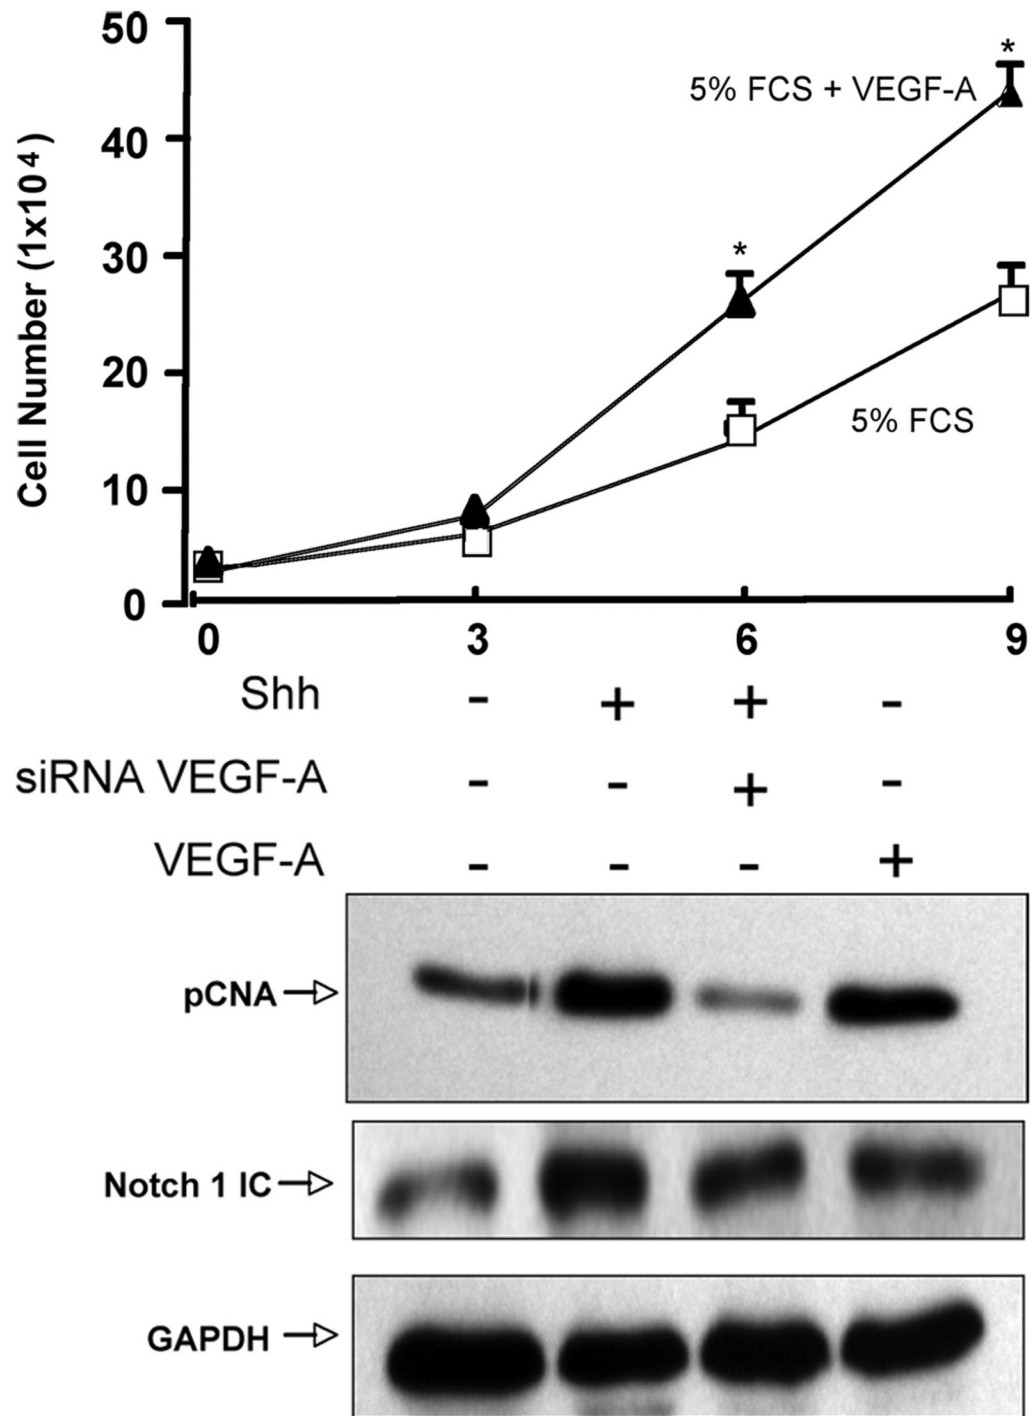 50
*
5% FCS + VEGF-A
40
Cell Number (1x10⁴)
30
*
20
5% FCS
10
0
0 3 6 9
Shh - + + -
siRNA VEGF-A - - + -
VEGF-A - - - +
pCNA
Notch 1 IC
GAPDH